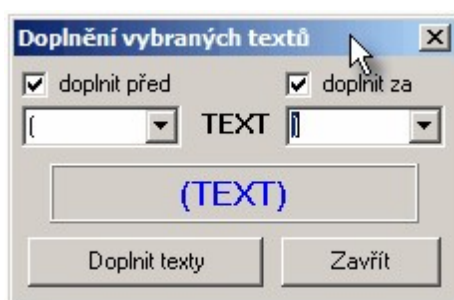 Doplnění vybraných textů
doplnit před doplnit za
( TEXT )
(TEXT)
Doplnit texty Zavřít